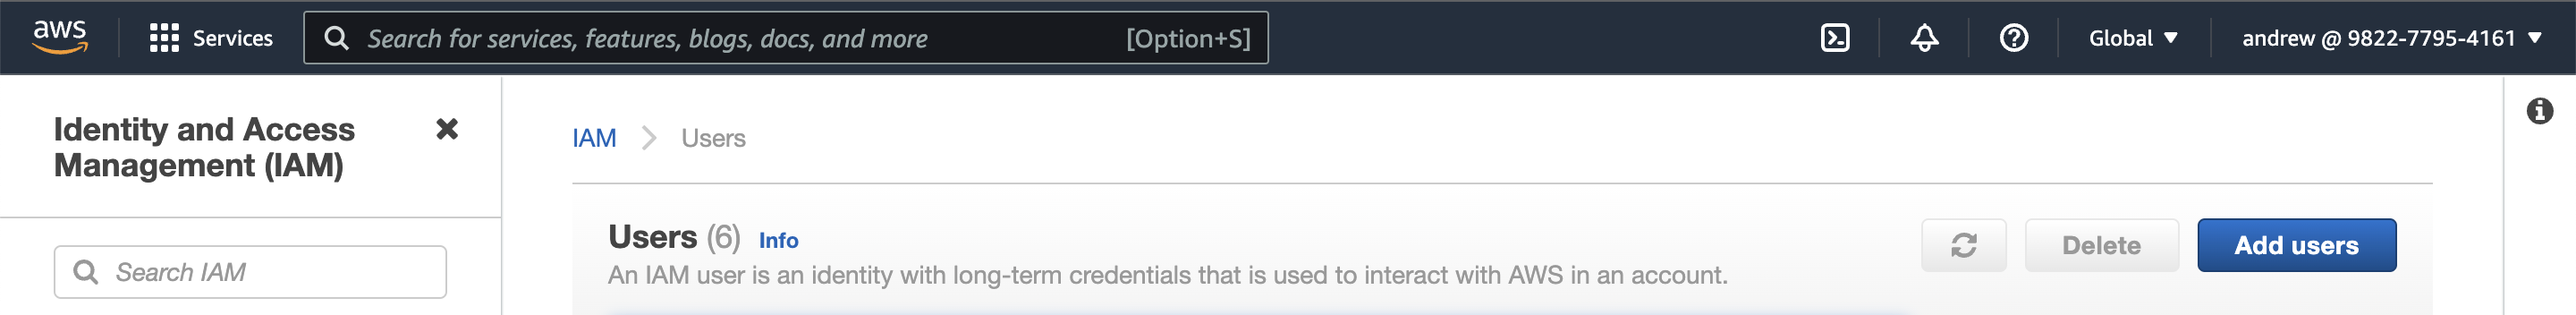 aws
Services
Search for services, features, blogs, docs, and more
[Option+S]
Global
andrew @ 9822-7795-4161
Identity and Access
Management (IAM)
Search IAM
IAM
Users
Users (6) Info
An IAM user is an identity with long-term credentials that is used to interact with AWS in an account.
Delete
Add users